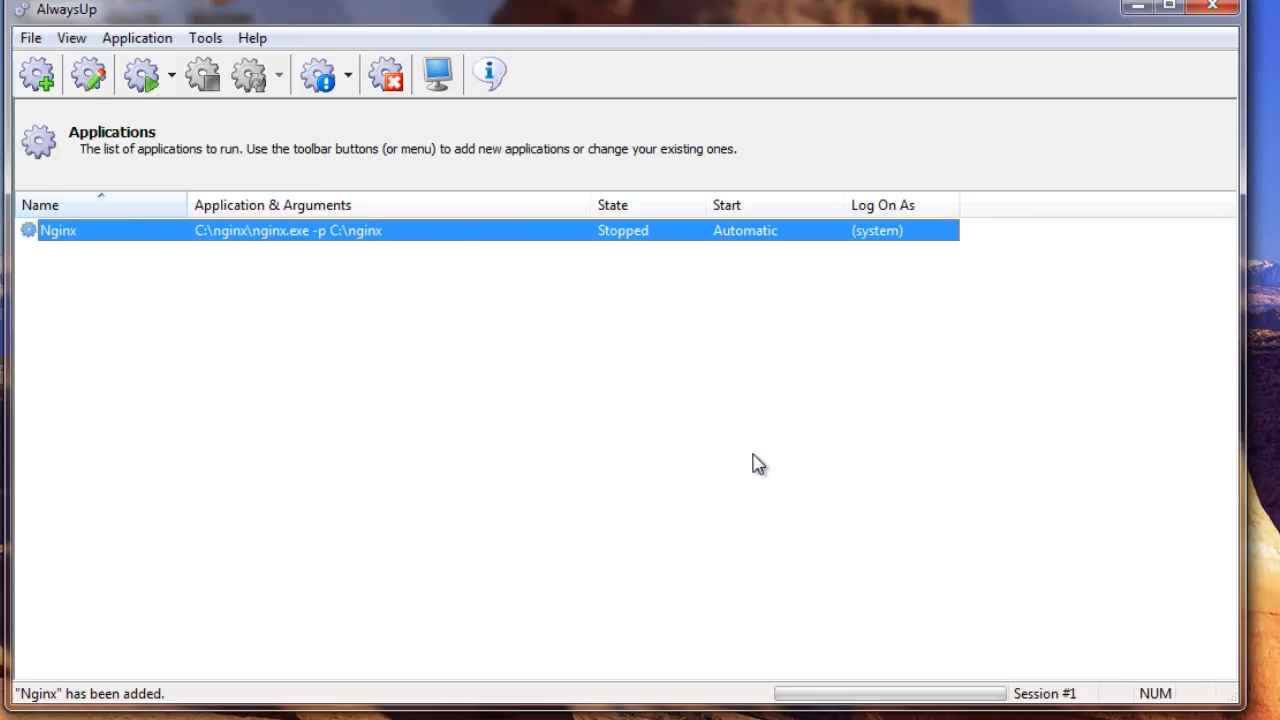 AlwaysUp
File View Application Tools Help
Applications
The list of applications to run. Use the toolbar buttons (or menu) to add new applications or change your existing ones.
Name Application & Arguments State Start Log On As
Nginx C:\nginx\nginx.exe -p C:\nginx Stopped Automatic (system)
"Nginx" has been added. Session #1 NUM